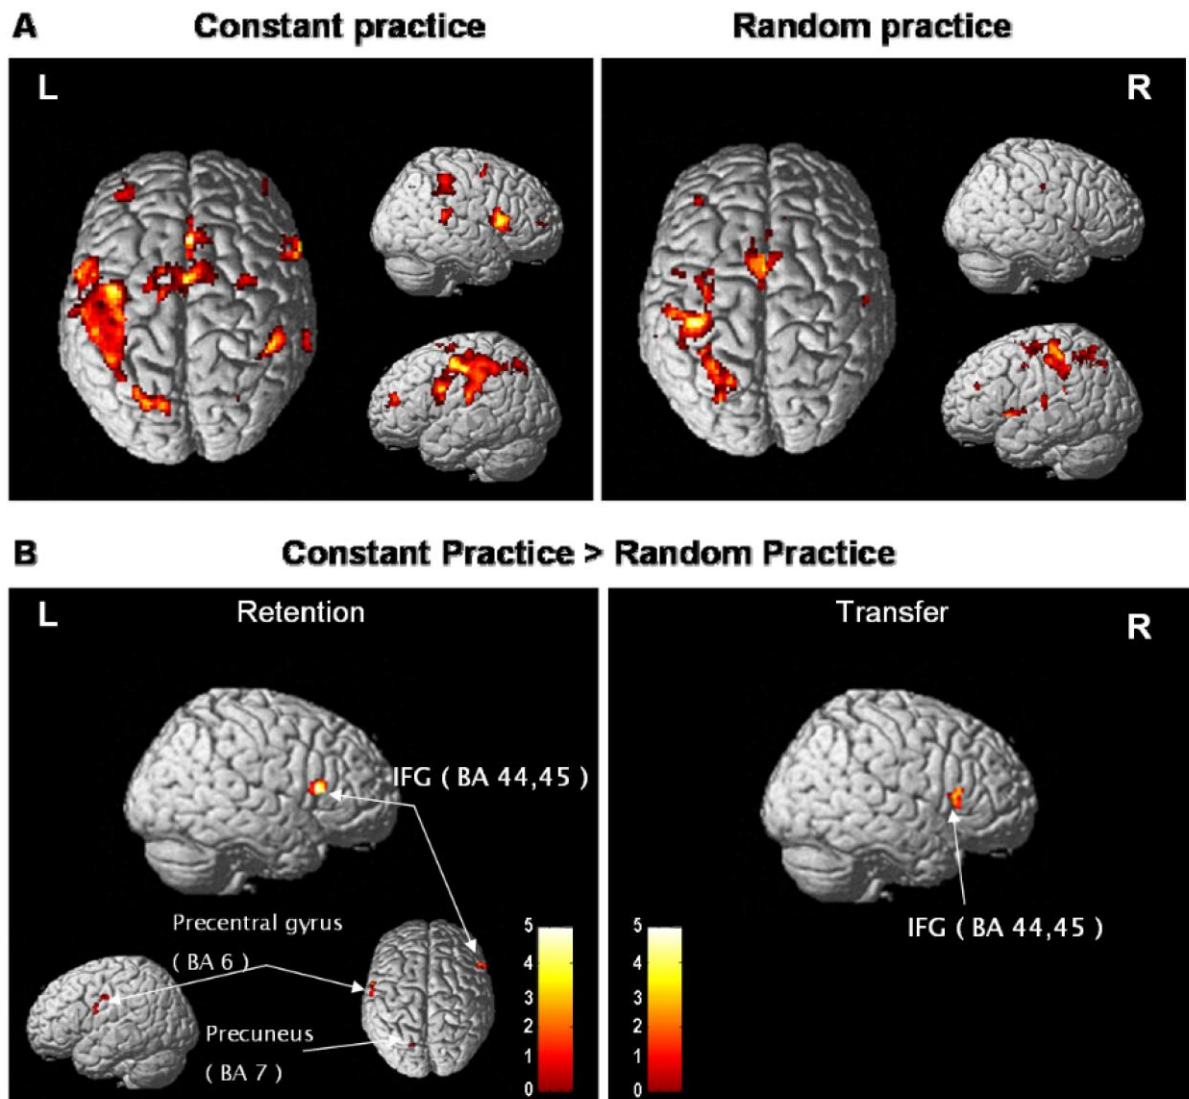 A Constant practice Random practice
L R
B Constant Practice > Random Practice
L Retention Transfer R
IFG ( BA 44,45 )
Precentral gyrus
( BA 6 )
Precuneus
( BA 7 )
5
4
3
2
1
0
5
4
3
2
1
0
IFG ( BA 44,45 )